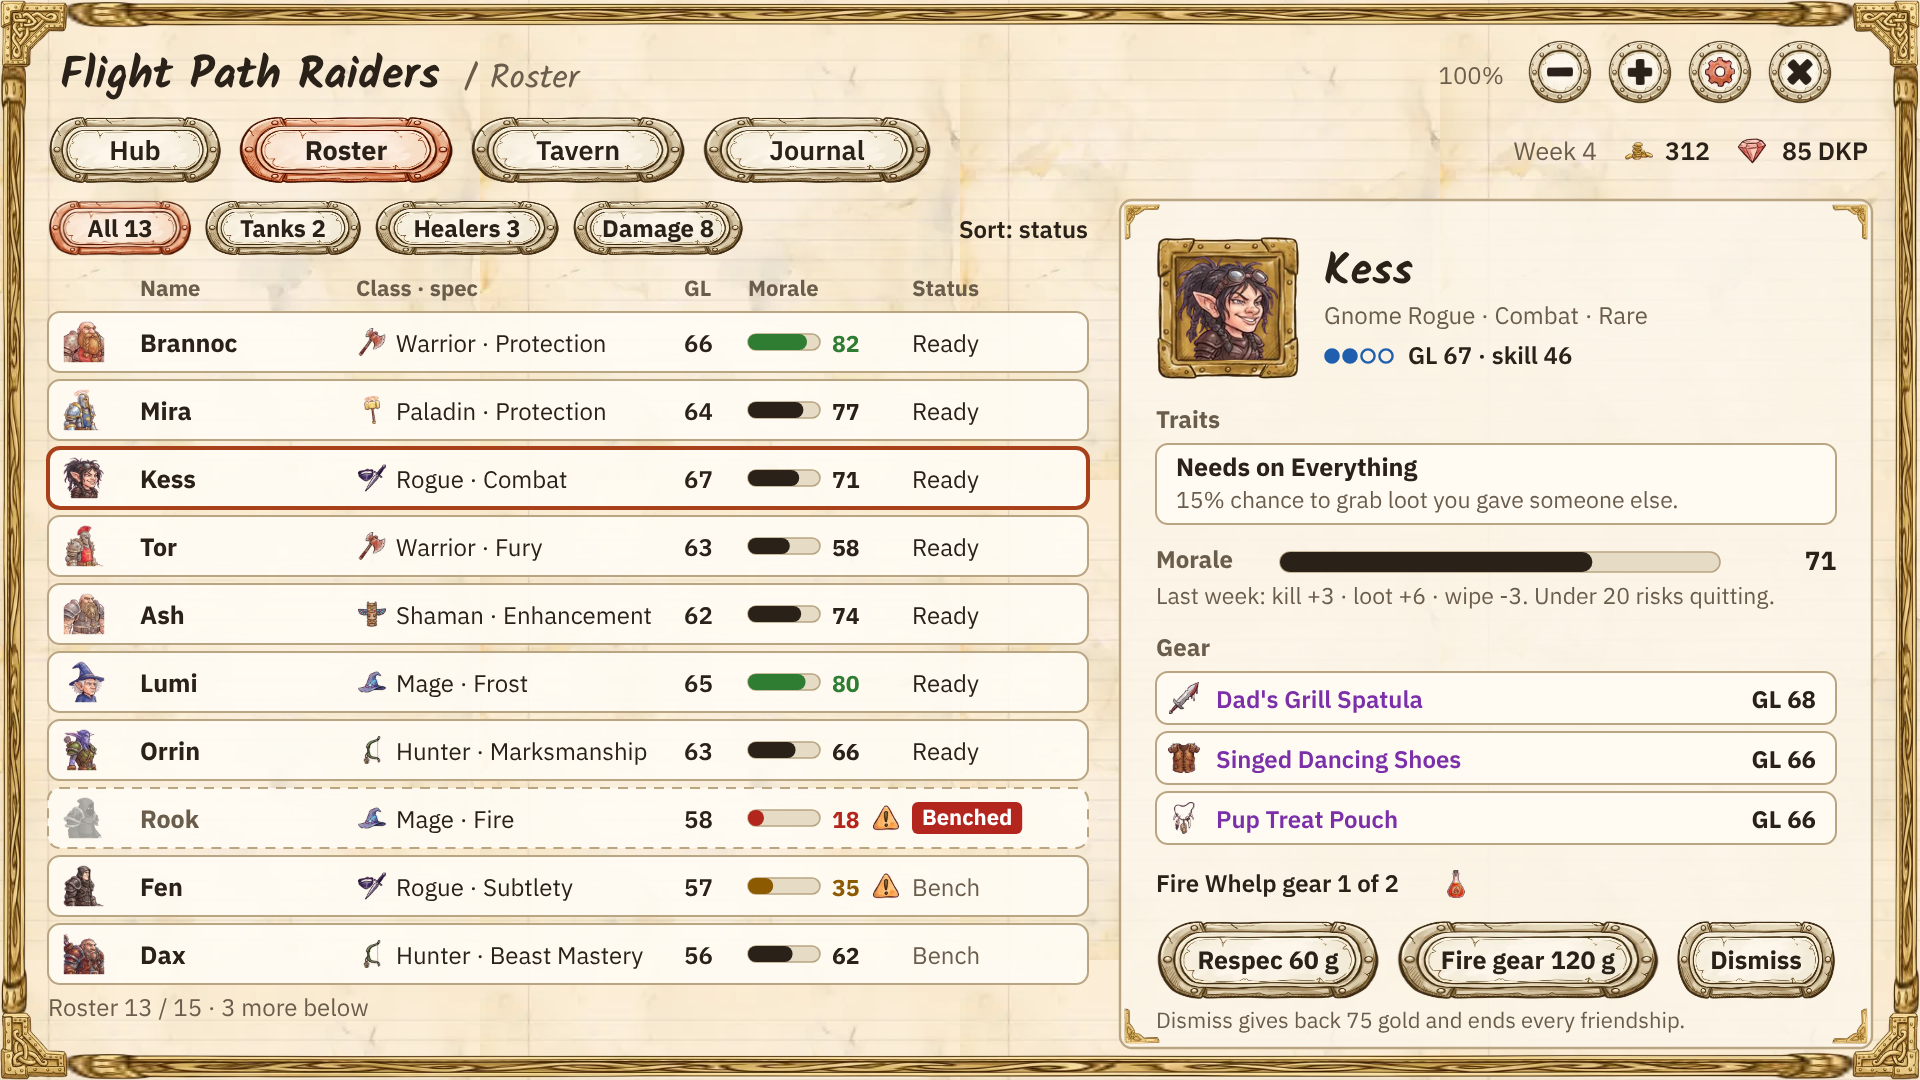 Flight Path Raiders / Roster
100%
Hub Roster Tavern Journal
Week 4 312 85 DKP
All 13 Tanks 2 Healers 3 Damage 8 Sort: status
Name Class · spec GL Morale Status
Brannoc Warrior · Protection 66 82 Ready
Mira Paladin · Protection 64 77 Ready
Kess Rogue · Combat 67 71 Ready
Tor Warrior · Fury 63 58 Ready
Ash Shaman · Enhancement 62 74 Ready
Lumi Mage · Frost 65 80 Ready
Orrin Hunter · Marksmanship 63 66 Ready
Rook Mage · Fire 58 18 Benched
Fen Rogue · Subtlety 57 35 Bench
Dax Hunter · Beast Mastery 56 62 Bench
Roster 13 / 15 · 3 more below
Kess
Gnome Rogue · Combat · Rare
GL 67 · skill 46
Traits
Needs on Everything
15% chance to grab loot you gave someone else.
Morale 71
Last week: kill +3 · loot +6 · wipe -3. Under 20 risks quitting.
Gear
Dad's Grill Spatula GL 68
Singed Dancing Shoes GL 66
Pup Treat Pouch GL 66
Fire Whelp gear 1 of 2
Respec 60 g Fire gear 120 g Dismiss
Dismiss gives back 75 gold and ends every friendship.